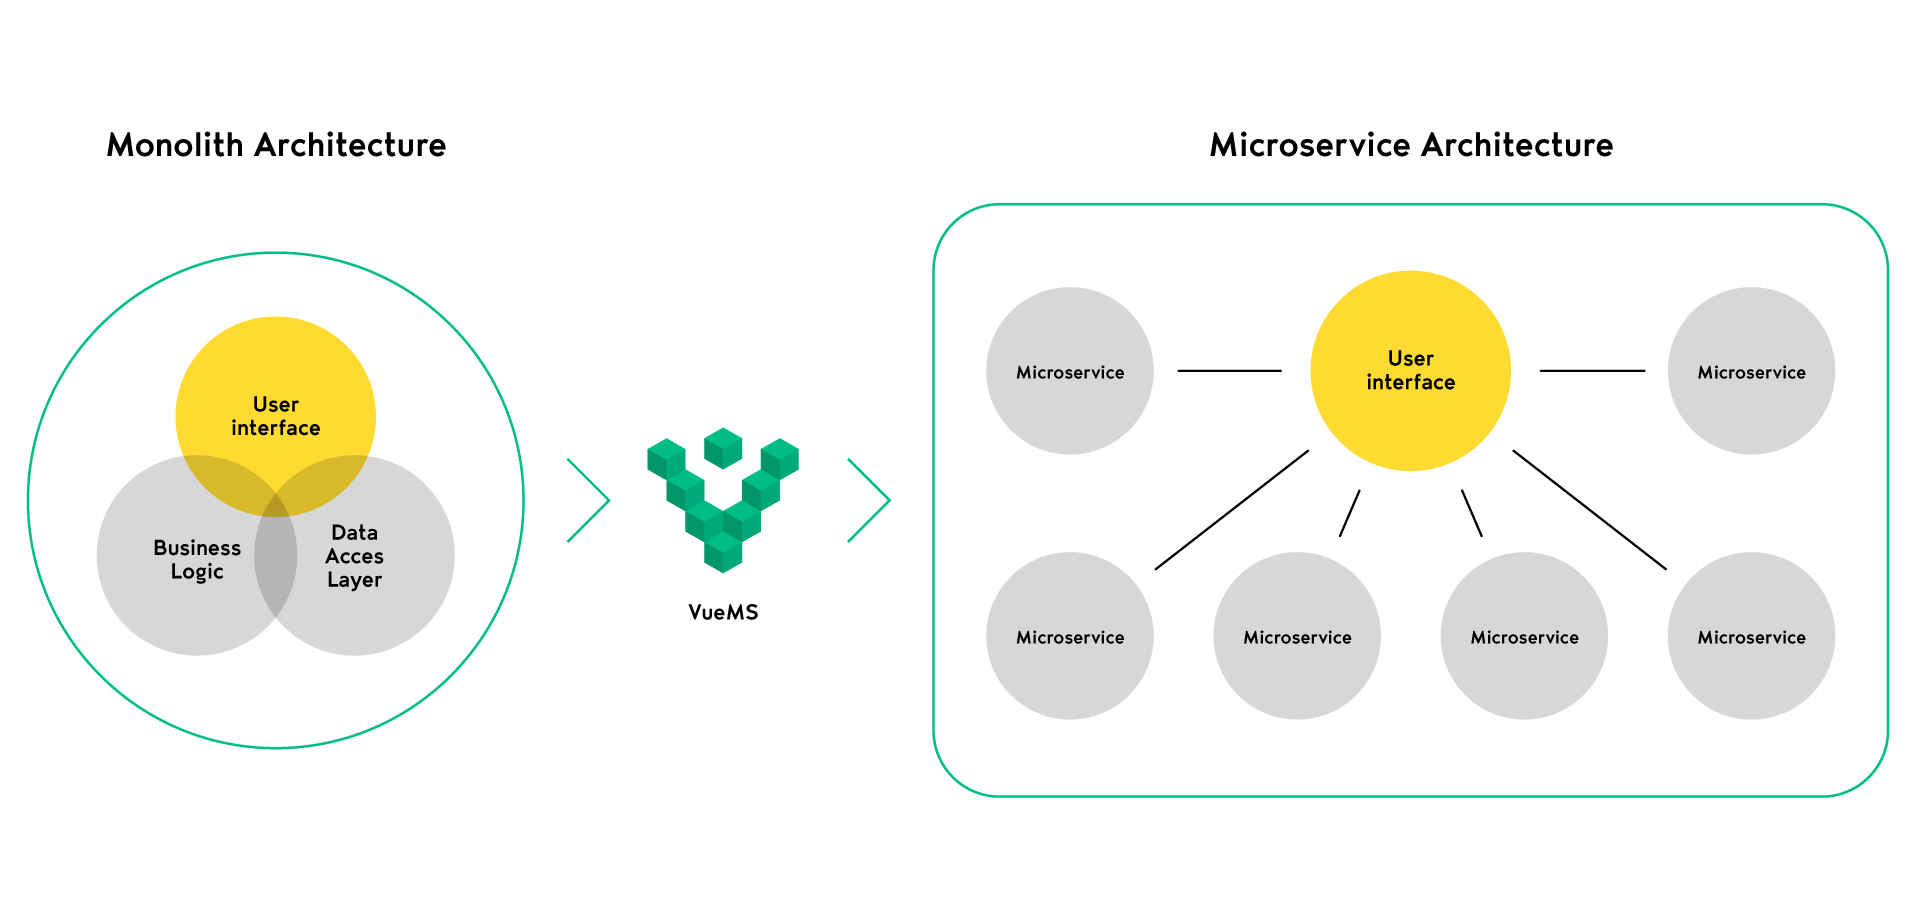 Monolith Architecture
User
interface
Business
Logic
Data
Acces
Layer
VueMS
Microservice Architecture
Microservice
User
interface
Microservice
Microservice
Microservice
Microservice
Microservice